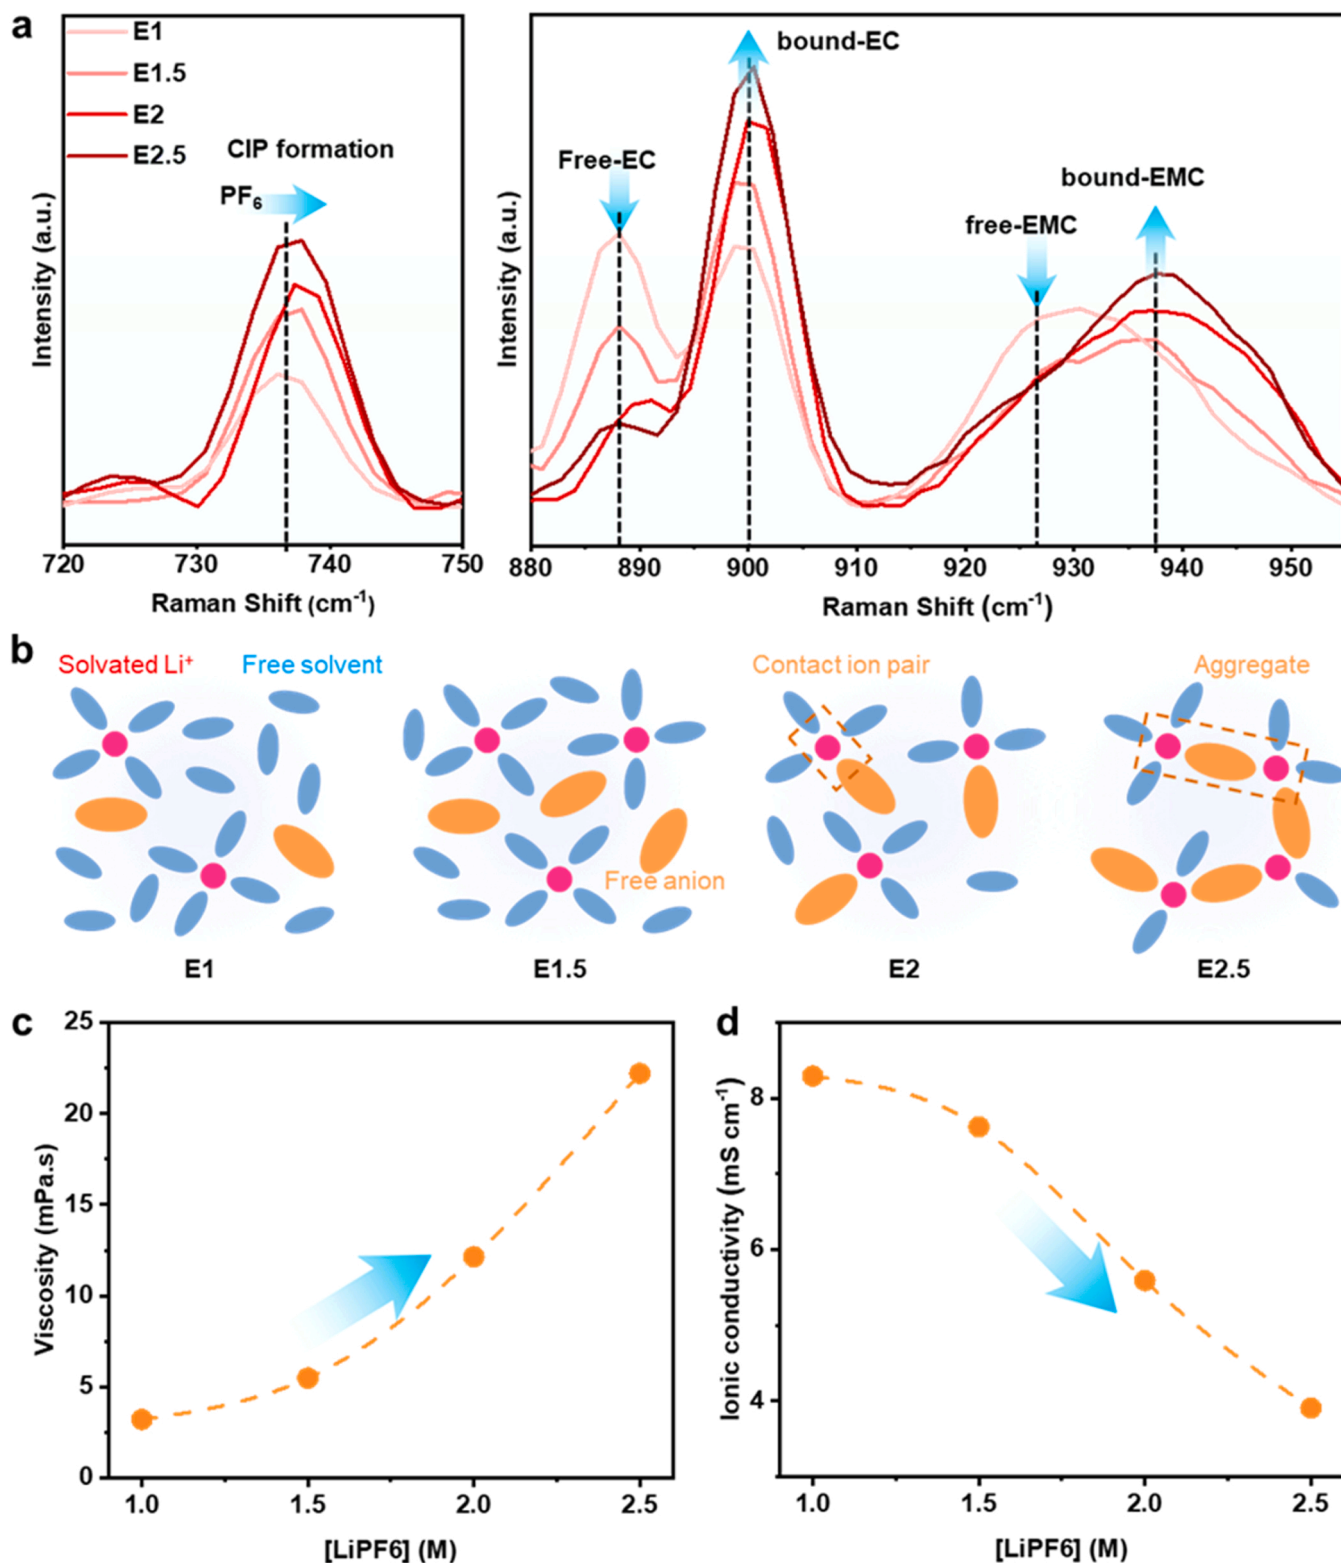 a
E1
E1.5
E2
E2.5
CIP formation
PF6
Intensity (a.u.)
720 730 740 750
Raman Shift (cm-1)
bound-EC
Free-EC
free-EMC
bound-EMC
Intensity (a.u.)
880 890 900 910 920 930 940 950
Raman Shift (cm-1)
b
Solvated Li+
Free solvent
Contact ion pair
Aggregate
Free anion
E1
E1.5
E2
E2.5
c
25
20
15
10
5
0
Viscosity (mPa.s)
1.0 1.5 2.0 2.5
[LiPF6] (M)
d
8
6
4
Ionic conductivity (mS cm-1)
1.0 1.5 2.0 2.5
[LiPF6] (M)